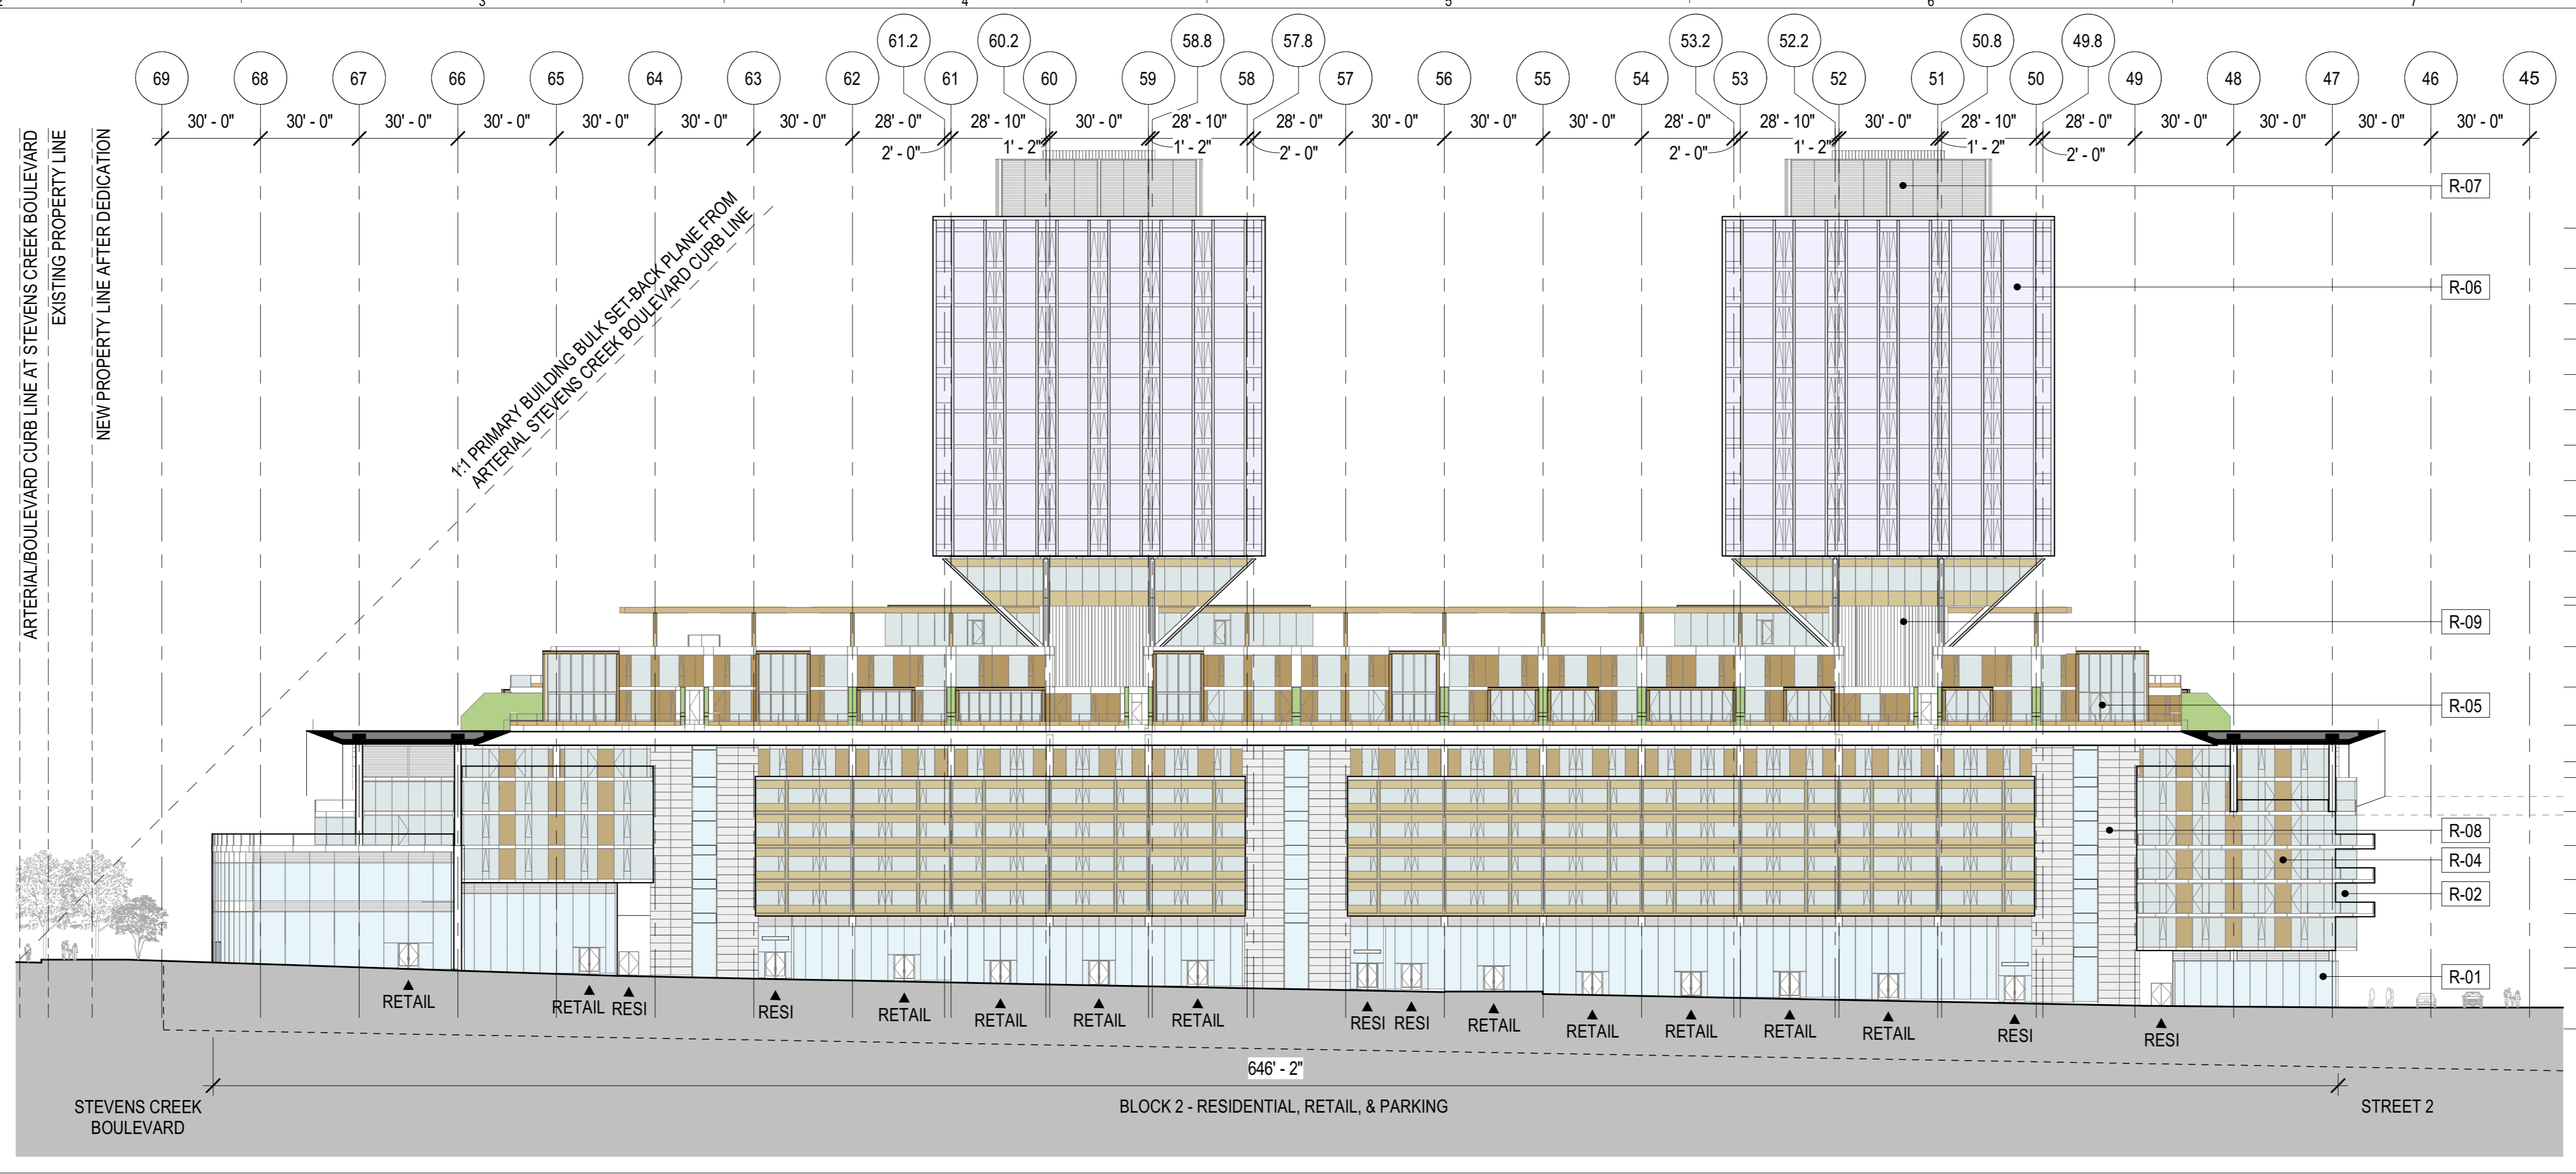 2 3 4 5 6 7
61.2 60.2 58.8 57.8 53.2 52.2 50.8 49.8
69 68 67 66 65 64 63 62 61 60 59 58 57 56 55 54 53 52 51 50 49 48 47 46 45
30' - 0" 30' - 0" 30' - 0" 30' - 0" 30' - 0" 30' - 0" 30' - 0" 28' - 0" 28' - 10" 30' - 0" 28' - 10" 28' - 0" 30' - 0" 30' - 0" 30' - 0" 28' - 0" 28' - 10" 30' - 0" 28' - 10" 28' - 0" 30' - 0" 30' - 0" 30' - 0" 30' - 0"
2' - 0" 1' - 2" 1' - 2" 2' - 0" 2' - 0" 1' - 2" 1' - 2" 2' - 0"
ARTERIAL/BOULEVARD CURB LINE AT STEVENS CREEK BOULEVARD
EXISTING PROPERTY LINE
NEW PROPERTY LINE AFTER DEDICATION
1:1 PRIMARY BUILDING BULK SET-BACK PLANE FROM
ARTERIAL STEVENS CREEK BOULEVARD CURB LINE
R-07
R-06
R-09
R-05
R-08
R-04
R-02
R-01
RETAIL RETAIL RESI RESI RETAIL RETAIL RETAIL RETAIL RESI RESI RETAIL RETAIL RETAIL RETAIL RETAIL RESI RESI
646' - 2"
STEVENS CREEK
BOULEVARD
BLOCK 2 - RESIDENTIAL, RETAIL, & PARKING
STREET 2